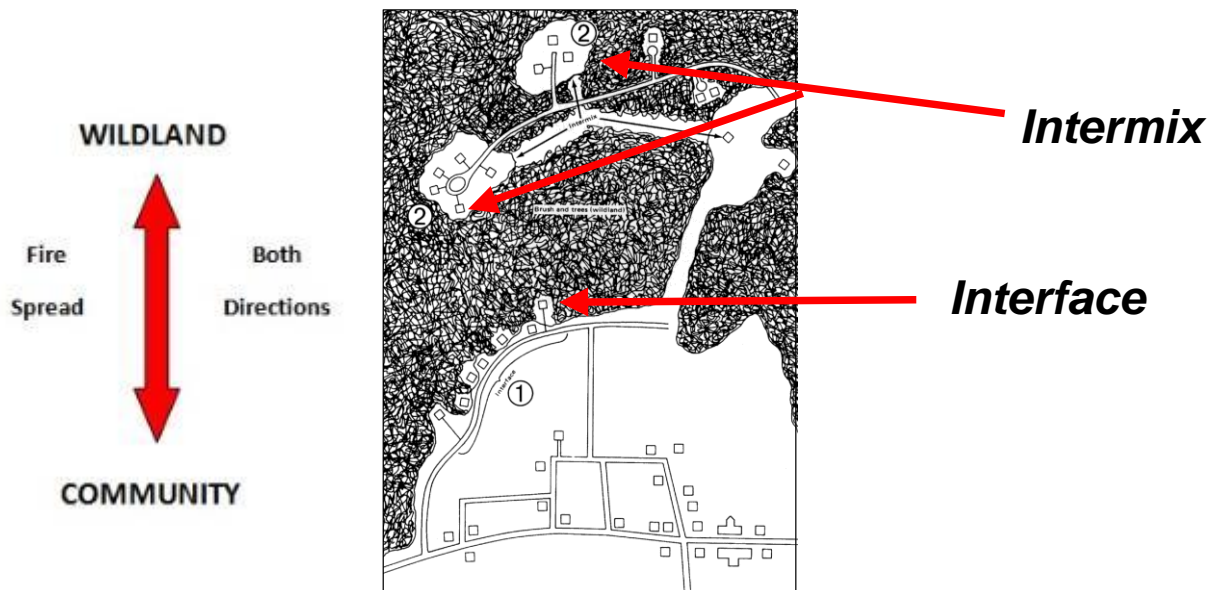 WILDLAND
Fire
Spread
Both
Directions
COMMUNITY
②
Intermix
②
Brush and trees (wildland)
Interface
①
Intermix
Interface